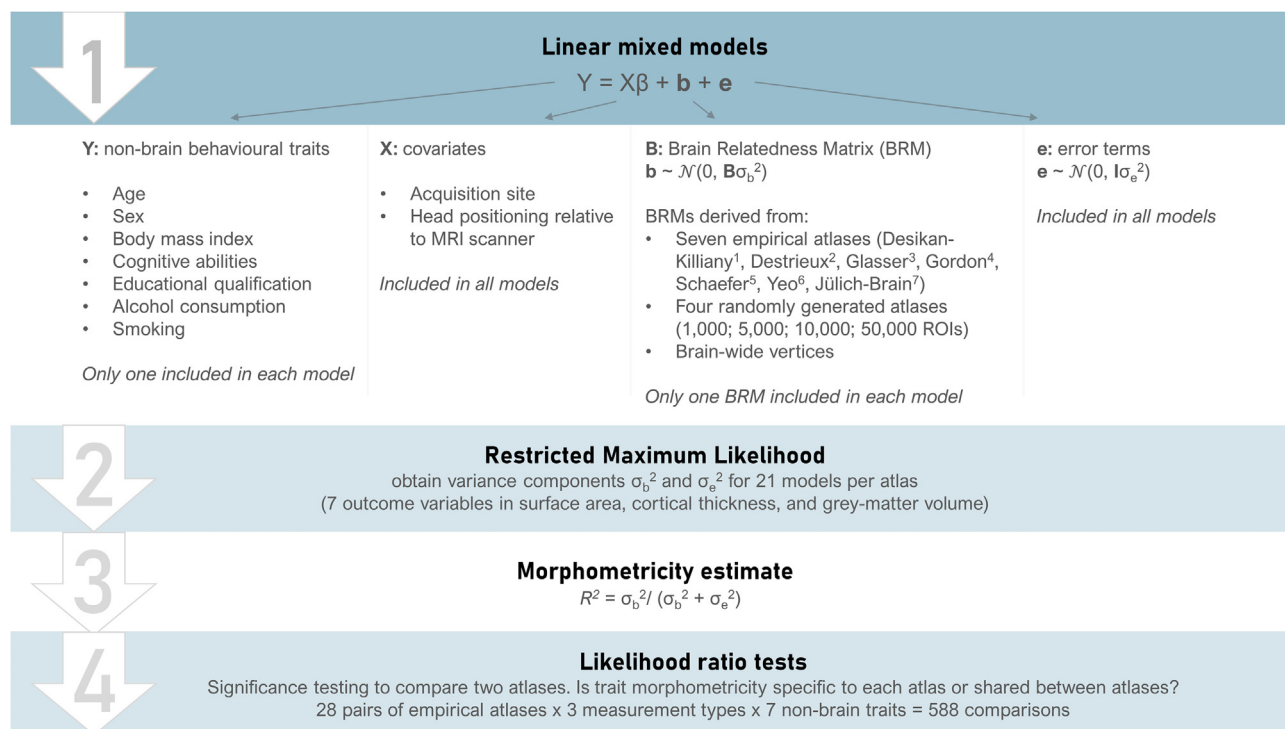 1
Linear mixed models
Y = Xβ + b + e
Y: non-brain behavioural traits
• Age
• Sex
• Body mass index
• Cognitive abilities
• Educational qualification
• Alcohol consumption
• Smoking
Only one included in each model
X: covariates
• Acquisition site
• Head positioning relative
to MRI scanner
Included in all models
B: Brain Relatedness Matrix (BRM)
b ~ 𝒩(0, Bσb²)
BRMs derived from:
• Seven empirical atlases (Desikan-
Killiany¹, Destrieux², Glasser³, Gordon⁴,
Schaefer⁵, Yeo⁶, Jülich-Brain⁷)
• Four randomly generated atlases
(1,000; 5,000; 10,000; 50,000 ROIs)
• Brain-wide vertices
Only one BRM included in each model
e: error terms
e ~ 𝒩(0, Iσe²)
Included in all models
2
Restricted Maximum Likelihood
obtain variance components σb² and σe² for 21 models per atlas
(7 outcome variables in surface area, cortical thickness, and grey-matter volume)
3
Morphometricity estimate
R² = σb²/ (σb² + σe²)
4
Likelihood ratio tests
Significance testing to compare two atlases. Is trait morphometricity specific to each atlas or shared between atlases?
28 pairs of empirical atlases x 3 measurement types x 7 non-brain traits = 588 comparisons